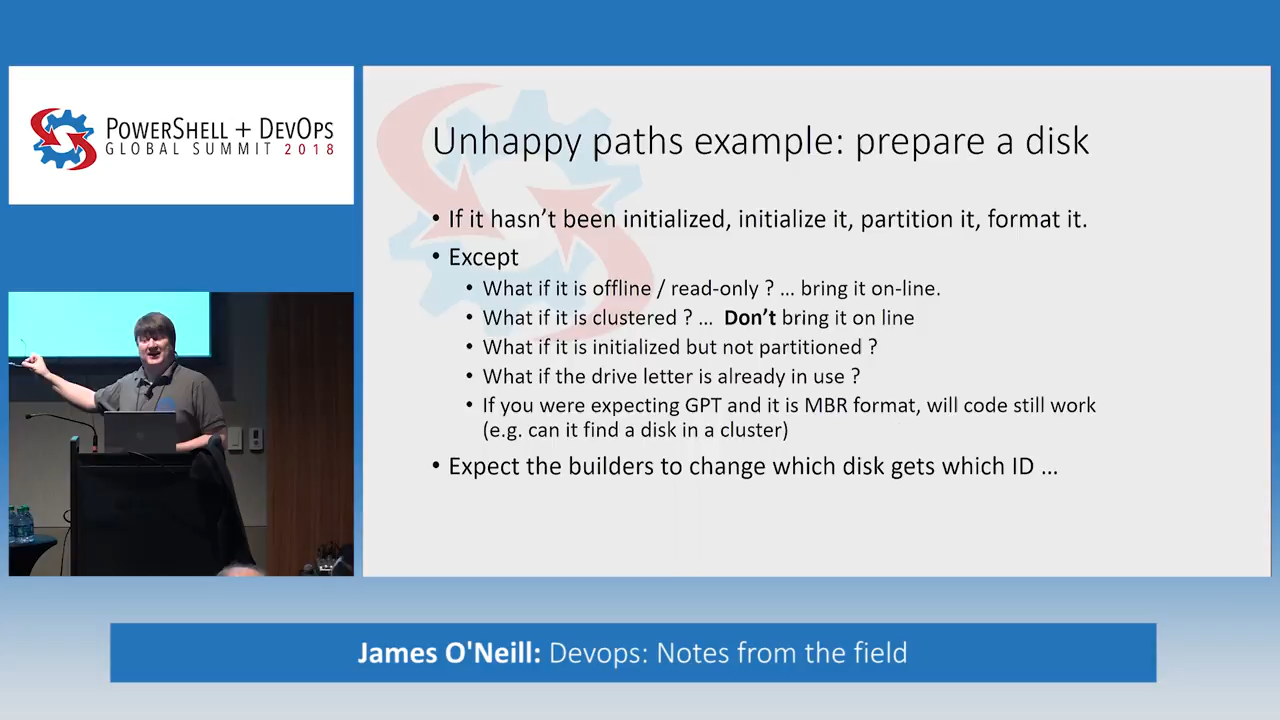 POWERSHELL + DEVOPS
GLOBAL SUMMIT 2018
Unhappy paths example: prepare a disk
• If it hasn't been initialized, initialize it, partition it, format it.
• Except
• What if it is offline / read-only ? … bring it on-line.
• What if it is clustered ? … Don't bring it on line
• What if it is initialized but not partitioned ?
• What if the drive letter is already in use ?
• If you were expecting GPT and it is MBR format, will code still work
(e.g. can it find a disk in a cluster)
• Expect the builders to change which disk gets which ID …
James O'Neill: Devops: Notes from the field